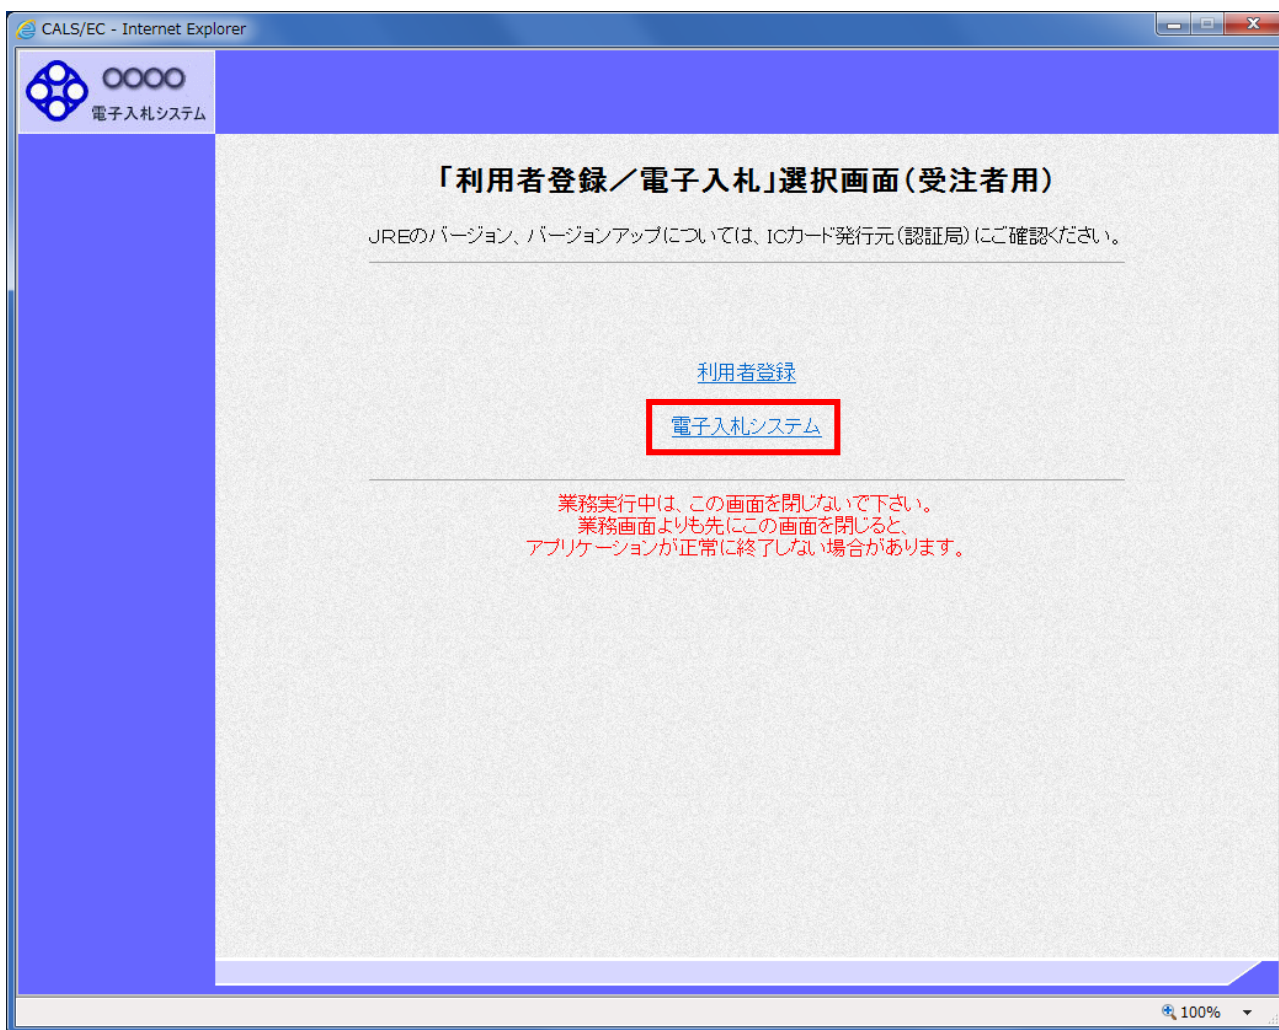 CALS/EC - Internet Explorer
○○○○
電子入札システム
「利用者登録／電子入札」選択画面（受注者用）
JREのバージョン、バージョンアップについては、ICカード発行元（認証局）にご確認ください。
利用者登録
電子入札システム
業務実行中は、この画面を閉じないで下さい。
業務画面よりも先にこの画面を閉じると、
アプリケーションが正常に終了しない場合があります。
100%